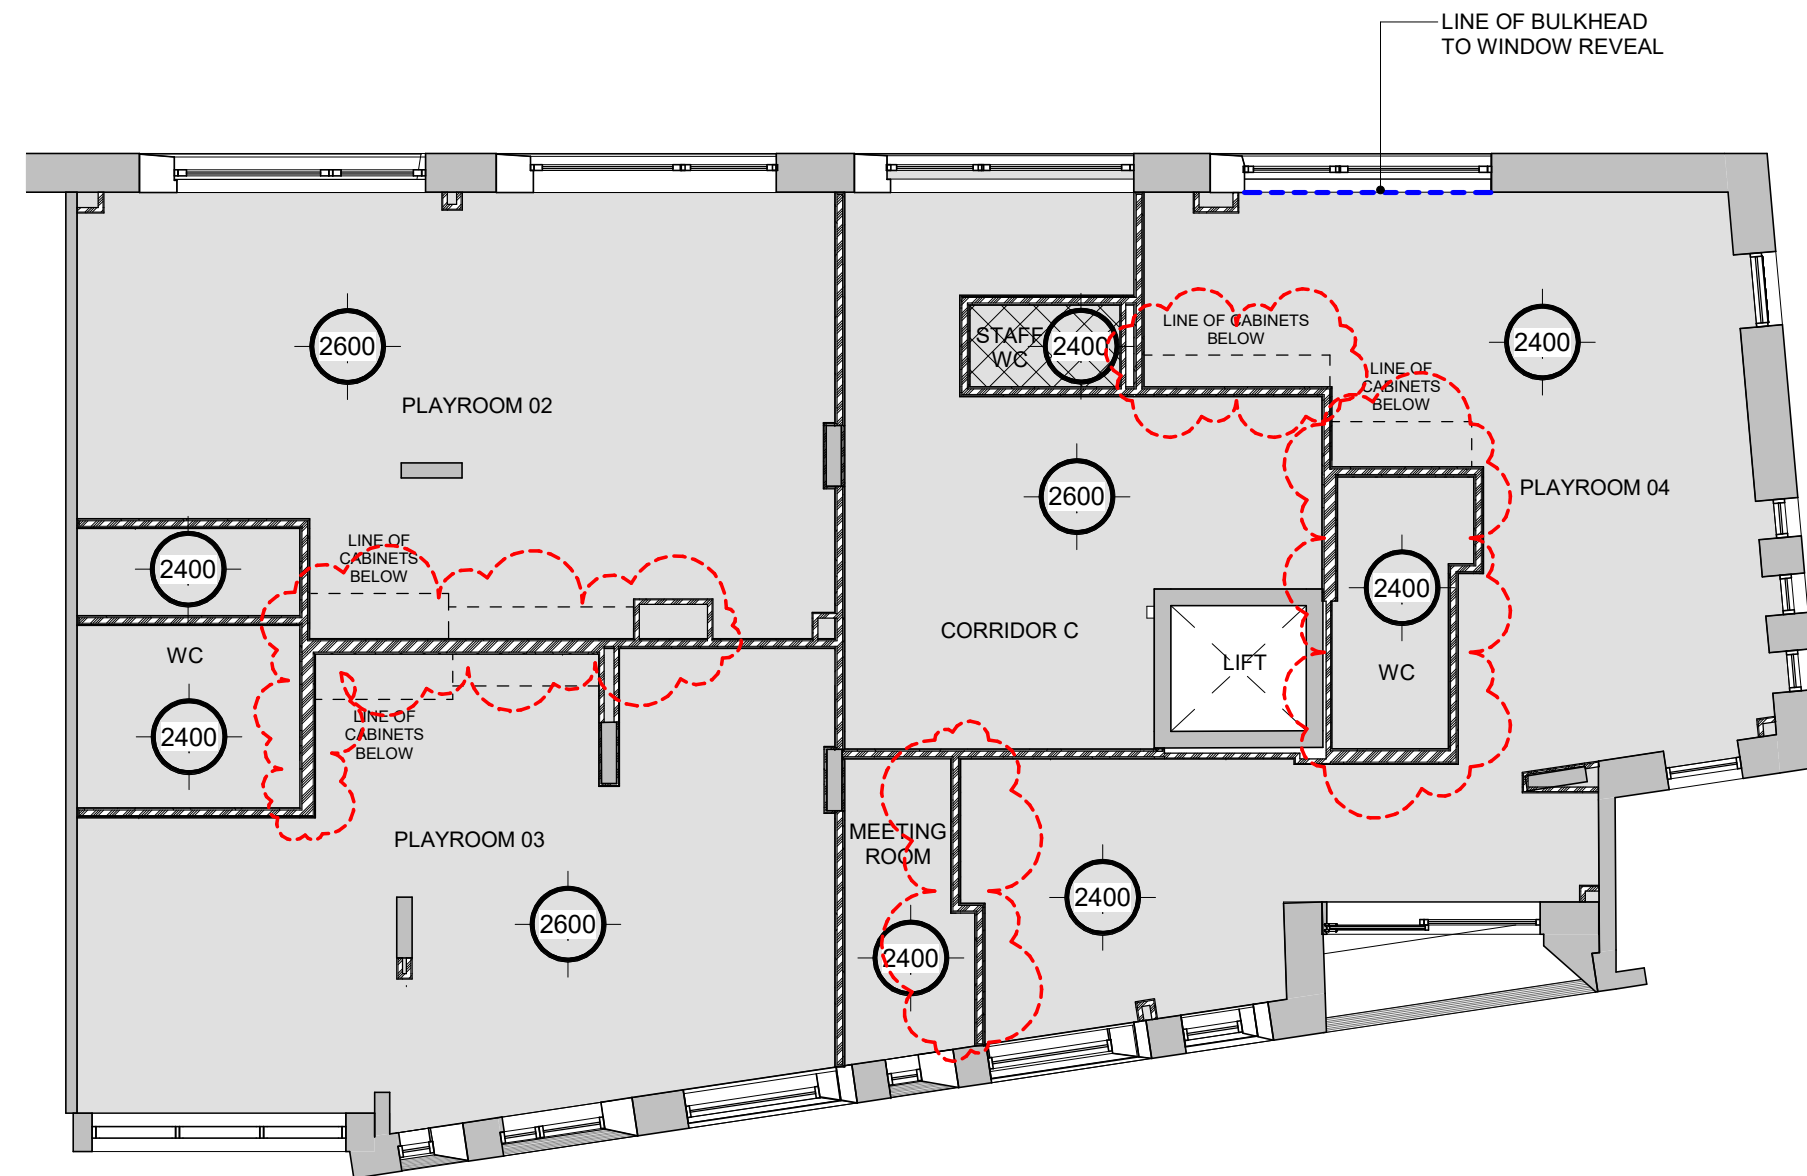 LINE OF BULKHEAD
TO WINDOW REVEAL
STAFF
WC
2400
LINE OF CABINETS
BELOW
2400
2600
LINE OF
CABINETS
BELOW
PLAYROOM 02
2600
PLAYROOM 04
LINE OF
CABINETS
BELOW
2400
2400
CORRIDOR C
WC
LIFT
WC
2400
LINE OF
CABINETS
BELOW
PLAYROOM 03
MEETING
ROOM
2400
2600
2400